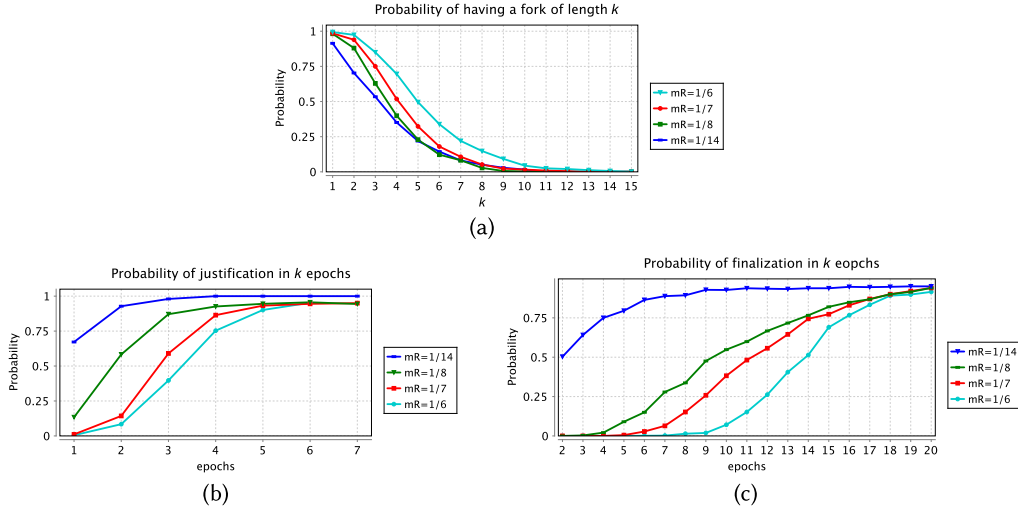 Probability of having a fork of length k
1
0.75
0.5
0.25
0
Probability
1 2 3 4 5 6 7 8 9 10 11 12 13 14 15
k
mR=1/6
mR=1/7
mR=1/8
mR=1/14
(a)
Probability of justification in k epochs
1
0.75
0.5
0.25
0
Probability
1 2 3 4 5 6 7
epochs
mR=1/14
mR=1/8
mR=1/7
mR=1/6
(b)
Probability of finalization in k eopchs
0.75
0.5
0.25
0
Probability
2 3 4 5 6 7 8 9 10 11 12 13 14 15 16 17 18 19 20
epochs
mR=1/14
mR=1/8
mR=1/7
mR=1/6
(c)